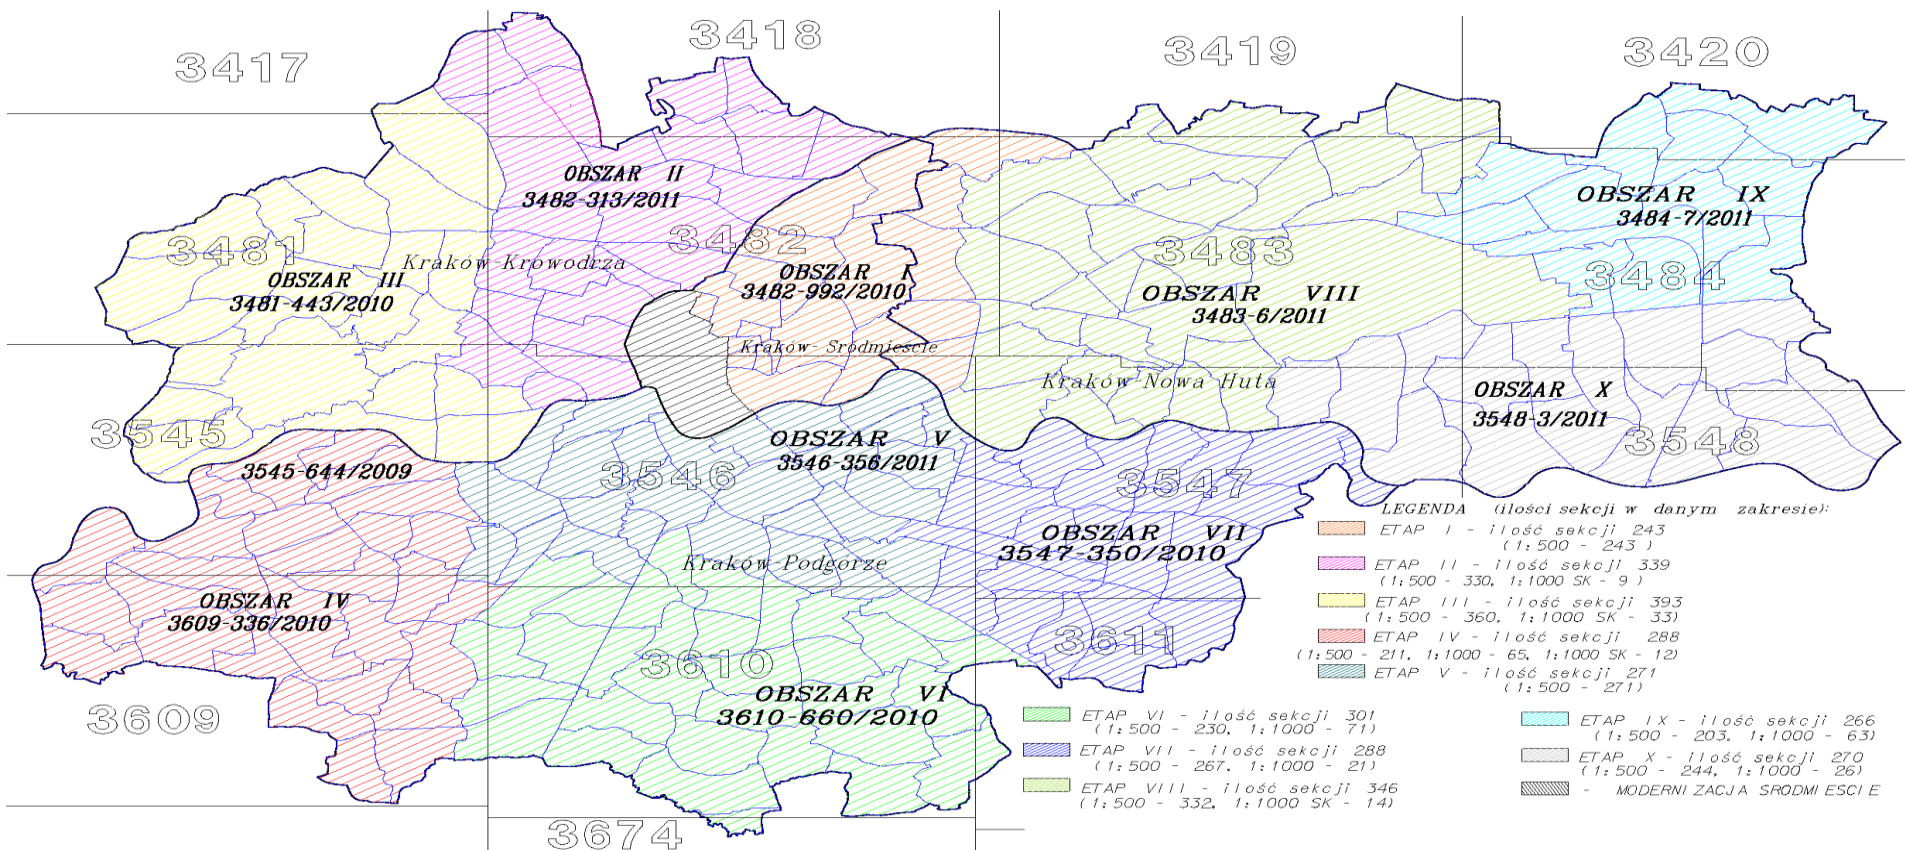 3417
3418
3419
3420
OBSZAR II
3482-313/2011
OBSZAR IX
3484-7/2011
3481
3482
3483
3484
Kraków-Krowodrza
OBSZAR III
3481-443/2010
OBSZAR I
3482-992/2010
OBSZAR VIII
3483-6/2011
Kraków-Srodmiescie
Kraków-Nowa Huta
OBSZAR X
3548-3/2011
3545
3548
OBSZAR V
3546-356/2011
3545-644/2009
3546
3547
OBSZAR VII
3547-350/2010
Kraków-Podgorze
OBSZAR IV
3609-336/2010
3610
3611
OBSZAR VI
3610-660/2010
3609
3674
LEGENDA (ilości sekcji w danym zakresie):
ETAP I - ilość sekcji 243
(1:500 - 243 )
ETAP II - ilość sekcji 339
(1:500 - 330, 1:1000 SK - 9 )
ETAP III - ilość sekcji 393
(1:500 - 360, 1:1000 SK - 33)
ETAP IV - ilość sekcji 288
(1:500 - 211, 1:1000 - 65, 1:1000 SK - 12)
ETAP V - ilość sekcji 271
(1:500 - 271)
ETAP VI - ilość sekcji 301
(1:500 - 230, 1:1000 - 71)
ETAP VII - ilość sekcji 288
(1:500 - 267, 1:1000 - 21)
ETAP VIII - ilość sekcji 346
(1:500 - 332, 1:1000 SK - 14)
ETAP IX - ilość sekcji 266
(1:500 - 203, 1:1000 - 63)
ETAP X - ilość sekcji 270
(1:500 - 244, 1:1000 - 26)
- MODERNIZACJA SRODMIESCIE